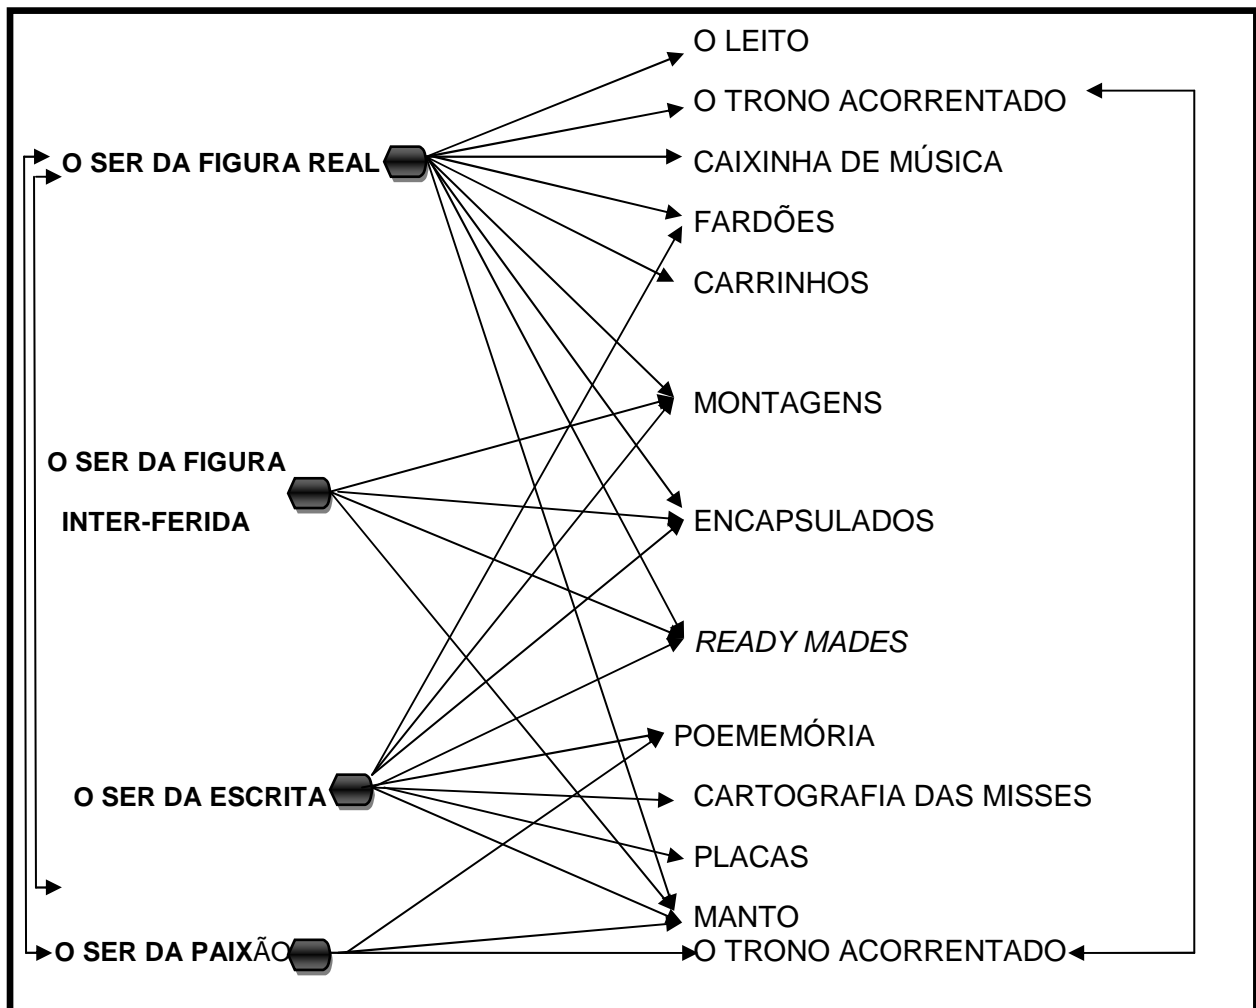 O LEITO
O TRONO ACORRENTADO
O SER DA FIGURA REAL
CAIXINHA DE MÚSICA
FARDÕES
CARRINHOS
MONTAGENS
O SER DA FIGURA
INTER-FERIDA
ENCAPSULADOS
READY MADES
POEMEMÓRIA
O SER DA ESCRITA
CARTOGRAFIA DAS MISSES
PLACAS
MANTO
O SER DA PAIXÃO
O TRONO ACORRENTADO